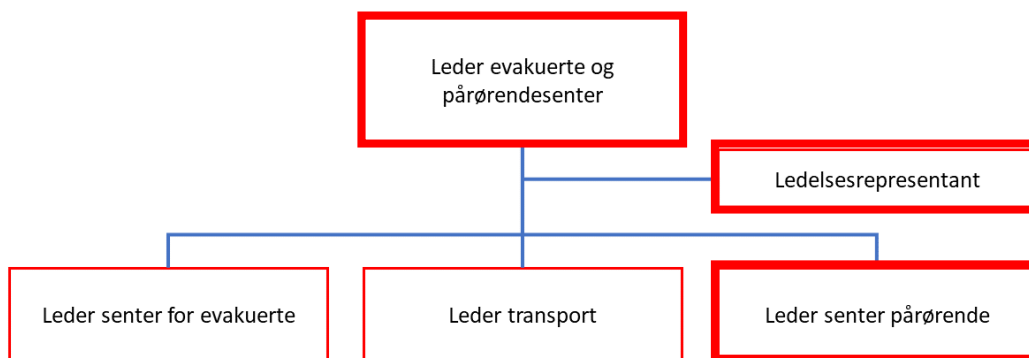 Leder evakuerte og
pårørendesenter
Ledelsesrepresentant
Leder senter for evakuerte
Leder transport
Leder senter pårørende